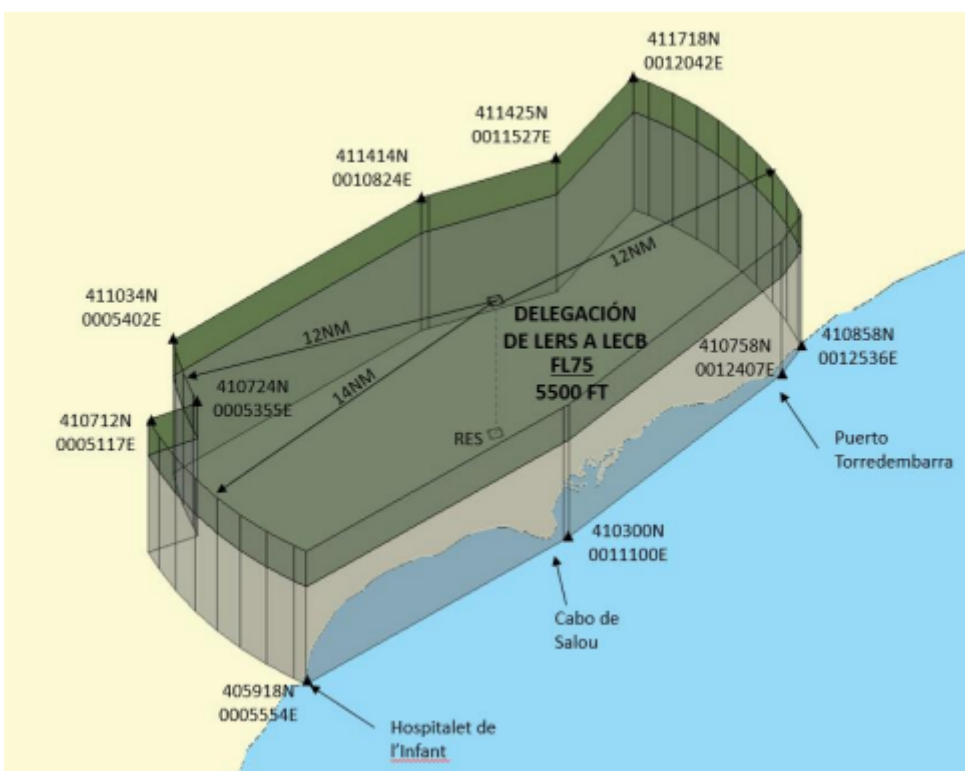 411718N
0012042E
411425N
0011527E
411414N
0010824E
12NM
411034N
0005402E
12NM
DELEGACIÓN
DE LERS A LECB
FL75
5500 FT
410758N
0012407E
410858N
0012536E
14NM
410724N
0005355E
410712N
0005117E
RES
Puerto
Torredembarra
410300N
0011100E
Cabo de
Salou
405918N
0005554E
Hospitalet de
l’Infant